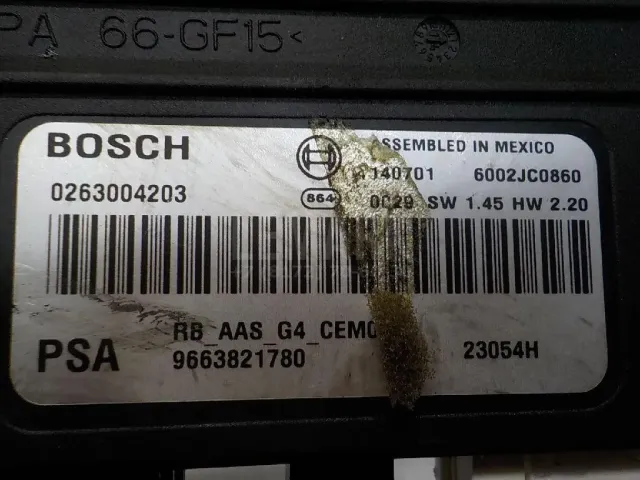 PA 66-GF15<
BOSCH
ASSEMBLED IN MEXICO
140701 6002JC0860
0263004203
864
0029 SW 1.45 HW 2.20
RB_AAS_G4_CEM
PSA
9663821780
23054H